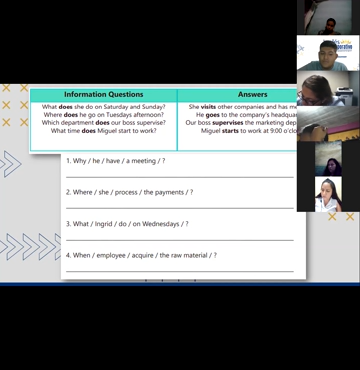 Information Questions
Answers
What does she do on Saturday and Sunday?
She visits other companies and has
Where does he go on Tuesdays afternoon?
He goes to the company's
Which department does our boss supervise?
Our boss supervises the marketing
What time does Miguel start to work?
Miguel starts to work at 9:00
1. Why / he / have / a meeting / ?
2. Where / she / process / the payments / ?
3. What / Ingrid / do / on Wednesdays / ?
4. When / employee / acquire / the raw material / ?